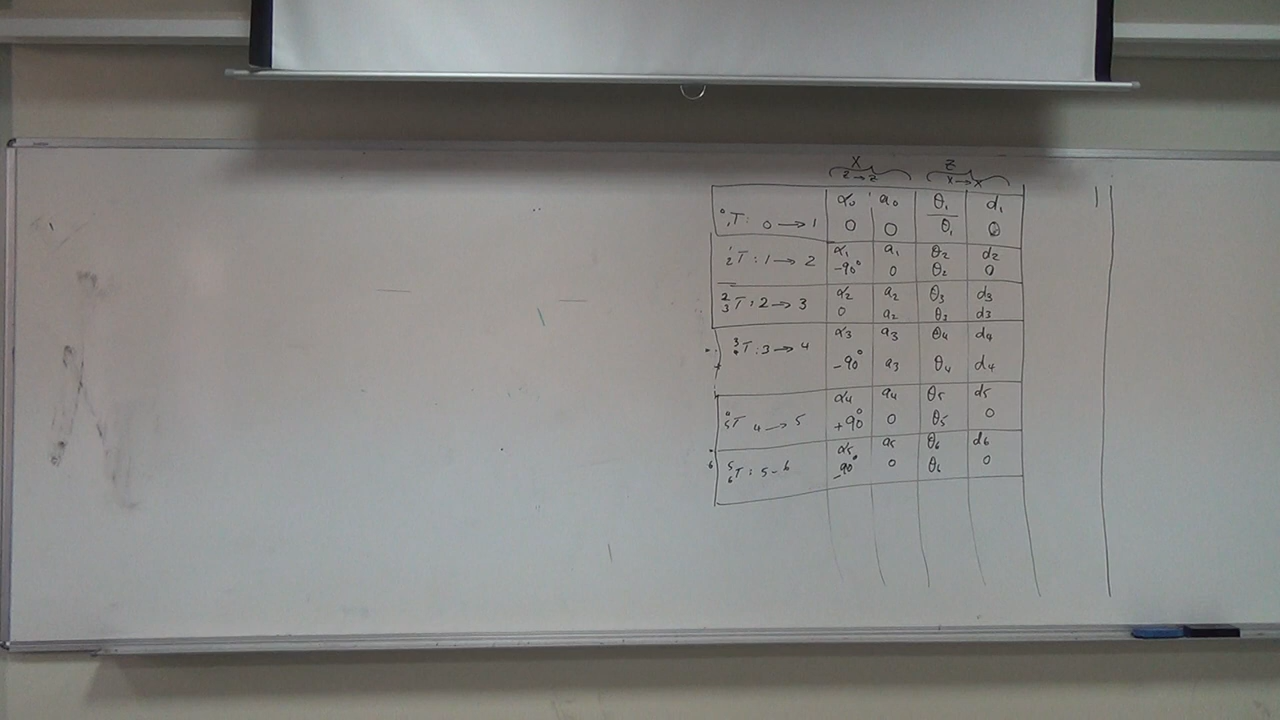 X Z
Z → Z X → X
α₀ a₀ θ₁ d₁
⁰₁T: 0 → 1 0 0 θ₁ 0
α₁ a₁ θ₂ d₂
¹₂T: 1 → 2 -90° 0 θ₂ 0
α₂ a₂ θ₃ d₃
²₃T: 2 → 3 0 a₂ θ₃ d₃
α₃ a₃ θ₄ d₄
³₄T: 3 → 4 -90° a₃ θ₄ d₄
α₄ a₄ θ₅ d₅
₅T 4 → 5 +90° 0 θ₅ 0
α₅ a₅ θ₆ d₆
⁵₆T: 5 - 6 -90° 0 θ₆ 0